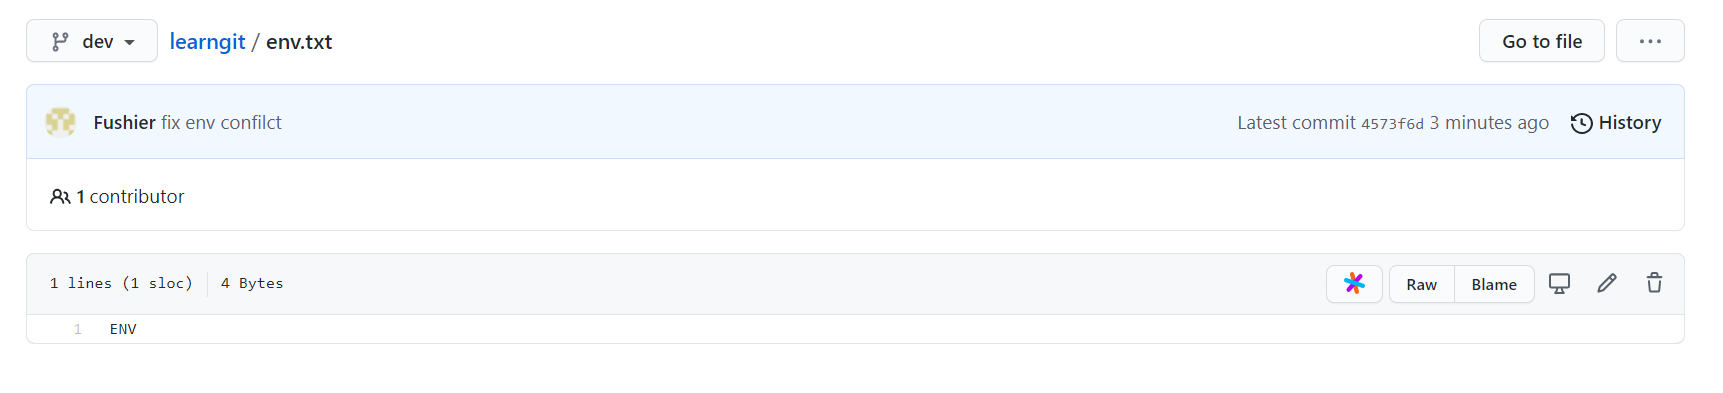 dev learngit / env.txt Go to file ...
Fushier fix env confilct Latest commit 4573f6d 3 minutes ago History
1 contributor
1 lines (1 sloc) 4 Bytes Raw Blame
1 ENV